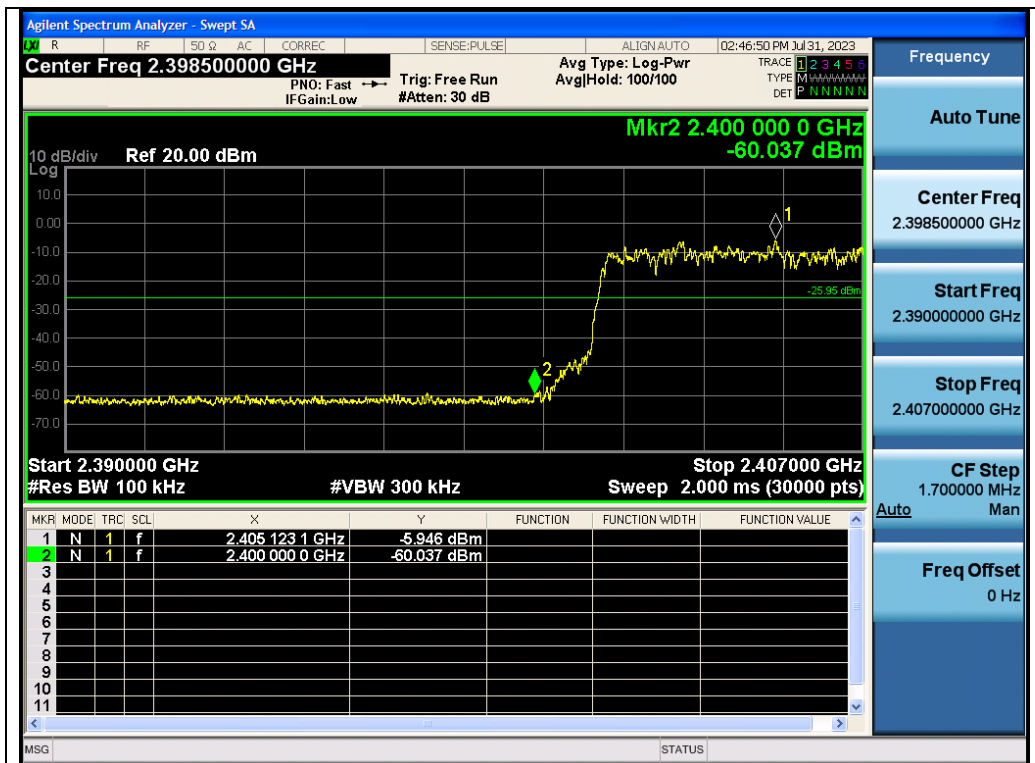 Agilent Spectrum Analyzer - Swept SA
LXI R RF 50 Ω AC CORREC SENSE:PULSE ALIGN AUTO 02:46:50 PM Jul 31, 2023
Center Freq 2.398500000 GHz
PNO: Fast
IFGain:Low
Trig: Free Run
#Atten: 30 dB
Avg Type: Log-Pwr
Avg|Hold: 100/100
TRACE 1 2 3 4 5 6
TYPE M W W W W W
DET P N N N N N
Mkr2 2.400 000 0 GHz
-60.037 dBm
10 dB/div Ref 20.00 dBm
Log
10.0
0.00
-10.0
-20.0
-30.0
-40.0
-50.0
-60.0
-70.0
1
-25.95 dBm
2
Start 2.390000 GHz Stop 2.407000 GHz
#Res BW 100 kHz #VBW 300 kHz Sweep 2.000 ms (30000 pts)
MKR MODE TRC SCL X Y FUNCTION FUNCTION WIDTH FUNCTION VALUE
1 N 1 f 2.405 123 1 GHz -5.946 dBm
2 N 1 f 2.400 000 0 GHz -60.037 dBm
3
4
5
6
7
8
9
10
11
MSG STATUS
Frequency
Auto Tune
Center Freq
2.398500000 GHz
Start Freq
2.390000000 GHz
Stop Freq
2.407000000 GHz
CF Step
1.700000 MHz
Auto Man
Freq Offset
0 Hz